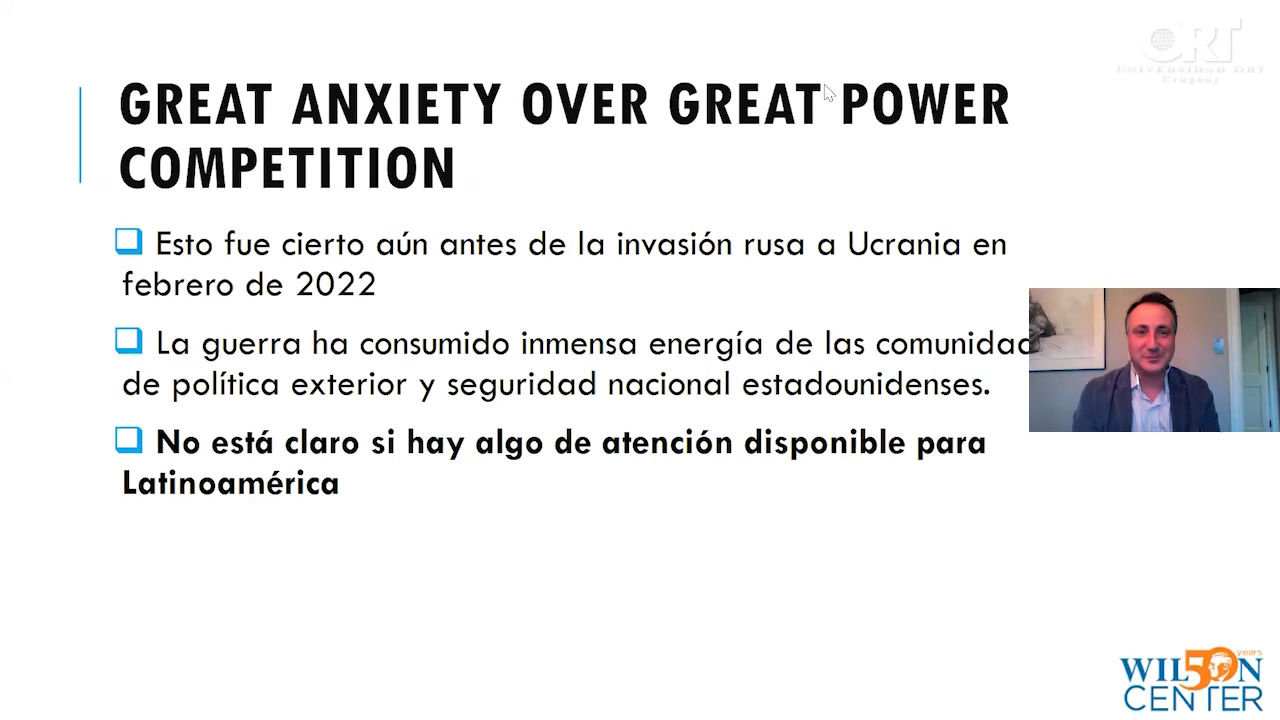 ORT
UNIVERSIDAD ORT
Uruguay
GREAT ANXIETY OVER GREAT POWER
COMPETITION
Esto fue cierto aún antes de la invasión rusa a Ucrania en
febrero de 2022
La guerra ha consumido inmensa energía de las comunidad
de política exterior y seguridad nacional estadounidenses.
No está claro si hay algo de atención disponible para
Latinoamérica
50 years
WILSON
CENTER